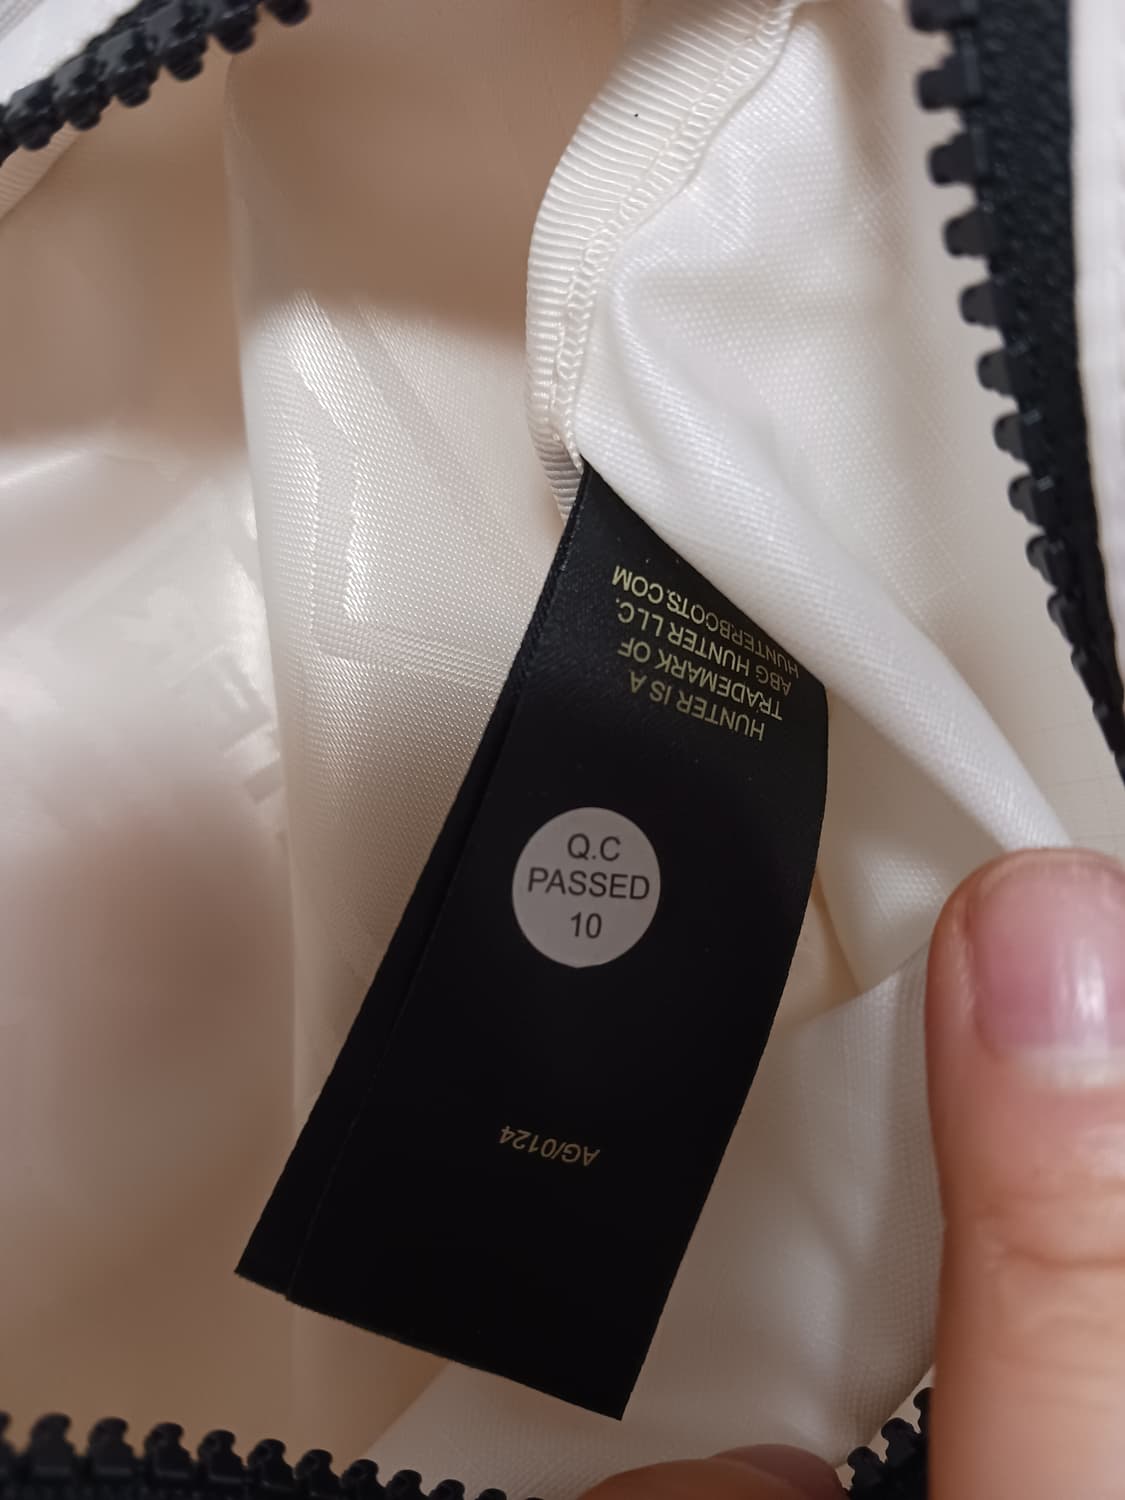 HUNTER IS A
TRADEMARK OF
ABG HUNTER LLC.
HUNTERBOOTS.COM
Q.C
PASSED
10
AG/0124